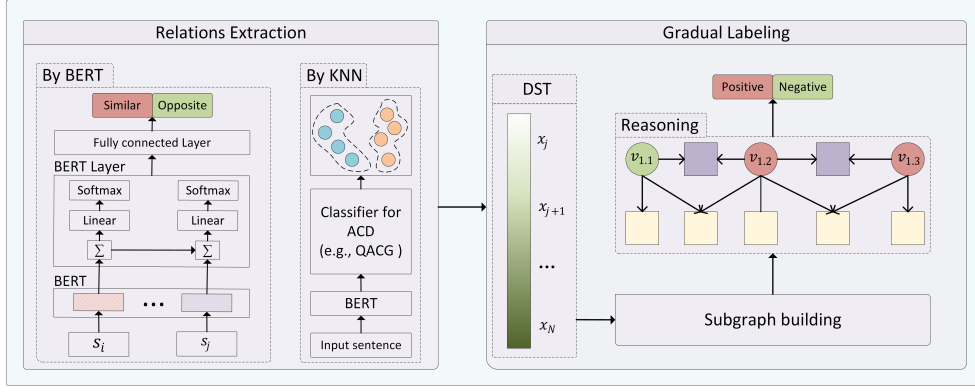 Relations Extraction
By BERT
Similar
Opposite
Fully connected Layer
BERT Layer
Softmax
Softmax
Linear
Linear
Σ
Σ
BERT
...
s_i
s_j
By KNN
Classifier for
ACD
(e.g., QACG )
BERT
Input sentence
Gradual Labeling
DST
x_j
x_{j+1}
...
x_N
Positive
Negative
Reasoning
v_{1.1}
v_{1.2}
v_{1.3}
Subgraph building